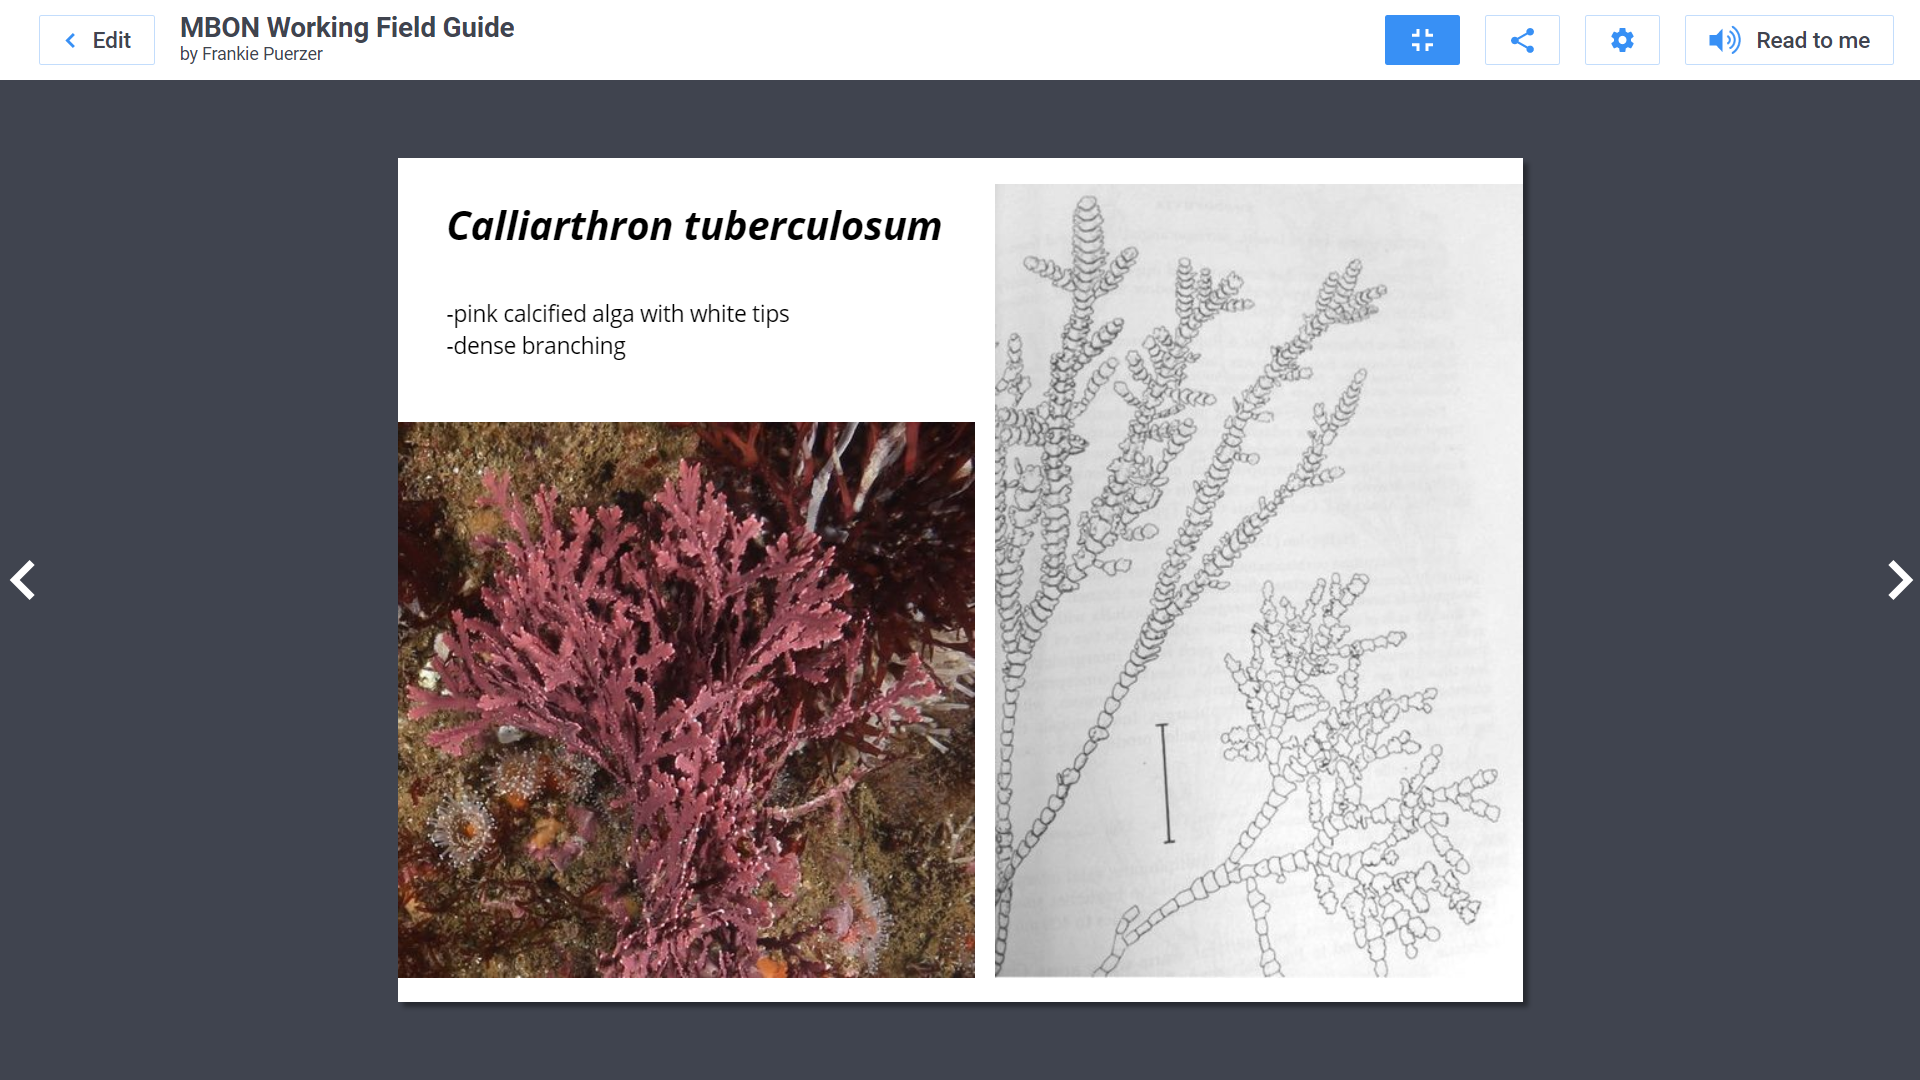 Edit
MBON Working Field Guide
by Frankie Puerzer
Read to me
Calliarthron tuberculosum
-pink calcified alga with white tips
-dense branching